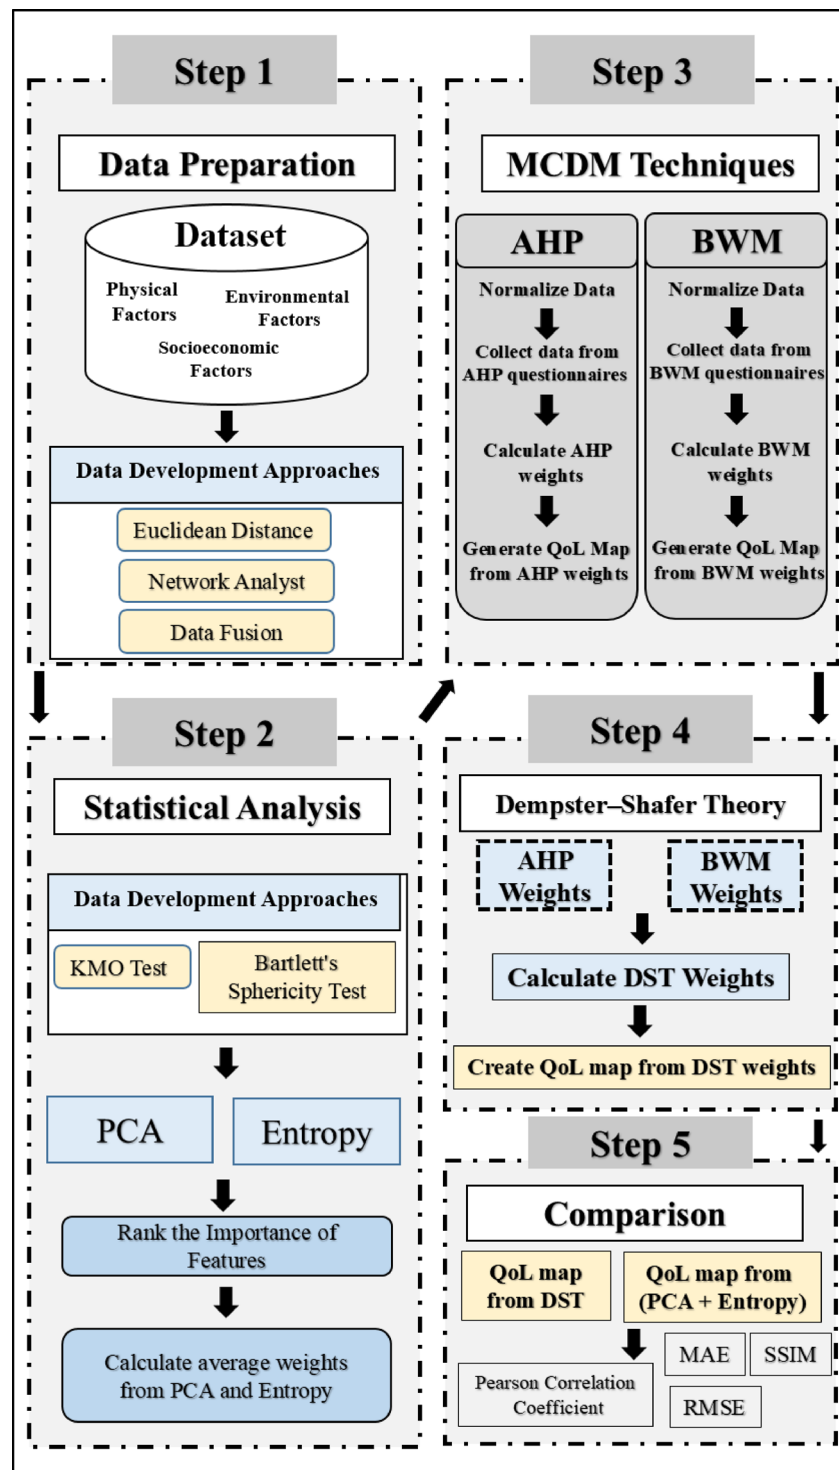 Step 1
Data Preparation
Dataset
Physical
Factors
Environmental
Factors
Socioeconomic
Factors
Data Development Approaches
Euclidean Distance
Network Analyst
Data Fusion
Step 2
Statistical Analysis
Data Development Approaches
KMO Test
Bartlett's
Sphericity Test
PCA
Entropy
Rank the Importance of
Features
Calculate average weights
from PCA and Entropy
Step 3
MCDM Techniques
AHP
Normalize Data
Collect data from
AHP questionnaires
Calculate AHP
weights
Generate QoL Map
from AHP weights
BWM
Normalize Data
Collect data from
BWM questionnaires
Calculate BWM
weights
Generate QoL Map
from BWM weights
Step 4
Dempster–Shafer Theory
AHP
Weights
BWM
Weights
Calculate DST Weights
Create QoL map from DST weights
Step 5
Comparison
QoL map
from DST
QoL map from
(PCA + Entropy)
Pearson Correlation
Coefficient
MAE
SSIM
RMSE